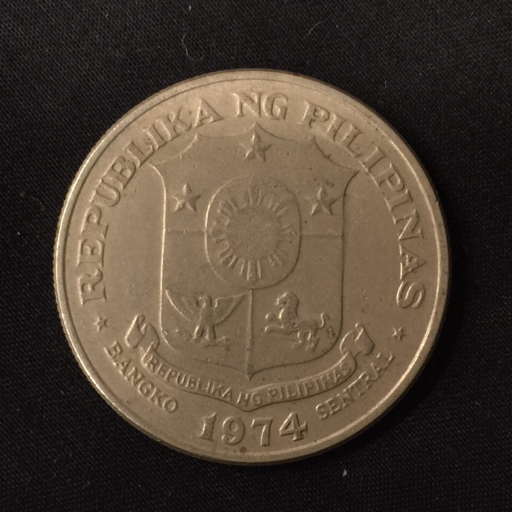 REPUBLIKA NG PILIPINAS
REPUBLIKA NG PILIPINAS
BANGKO SENTRAL
1974